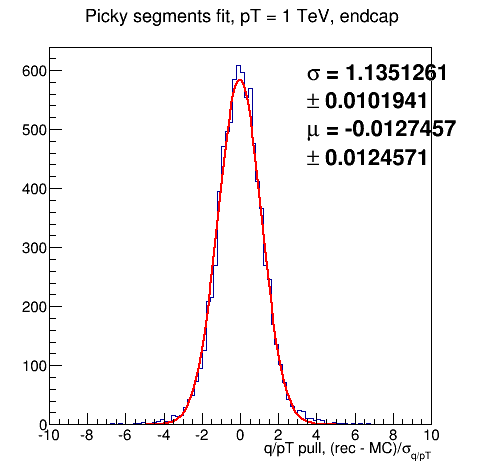 Picky segments fit, pT = 1 TeV, endcap
σ = 1.1351261
± 0.0101941
μ = -0.0127457
± 0.0124571
600
500
400
300
200
100
0
-10 -8 -6 -4 -2 0 2 4 6 8 10
q/pT pull, (rec - MC)/σ_q/pT